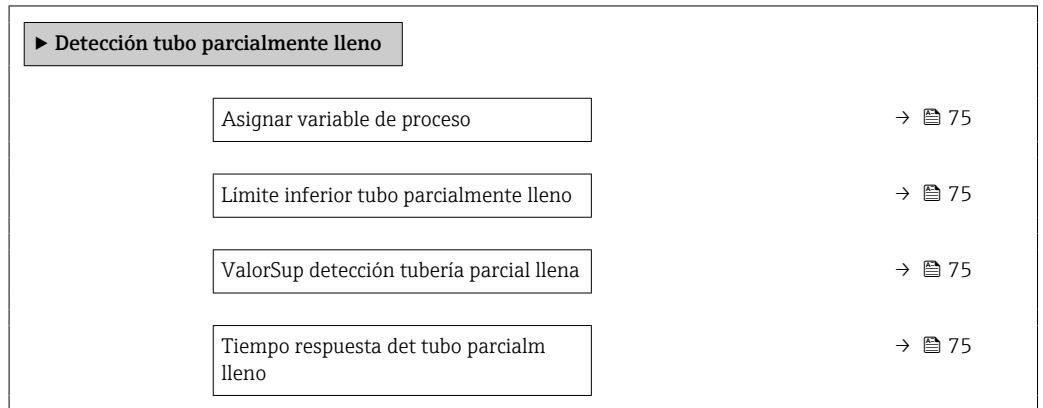 ▶ Detección tubo parcialmente lleno
Asignar variable de proceso → 75
Límite inferior tubo parcialmente lleno → 75
ValorSup detección tubería parcial llena → 75
Tiempo respuesta det tubo parcialm → 75
lleno